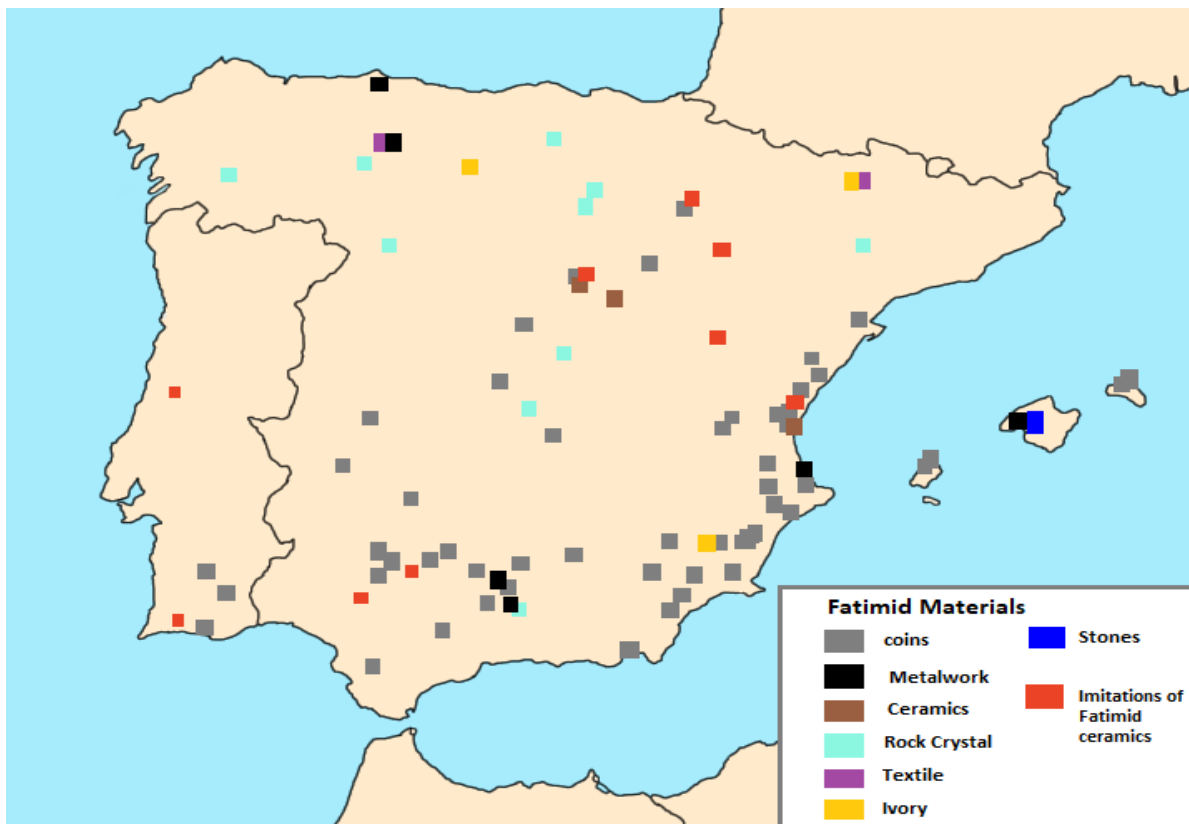 Fatimid Materials
coins
Metalwork
Ceramics
Rock Crystal
Textile
Ivory
Stones
Imitations of
Fatimid
ceramics